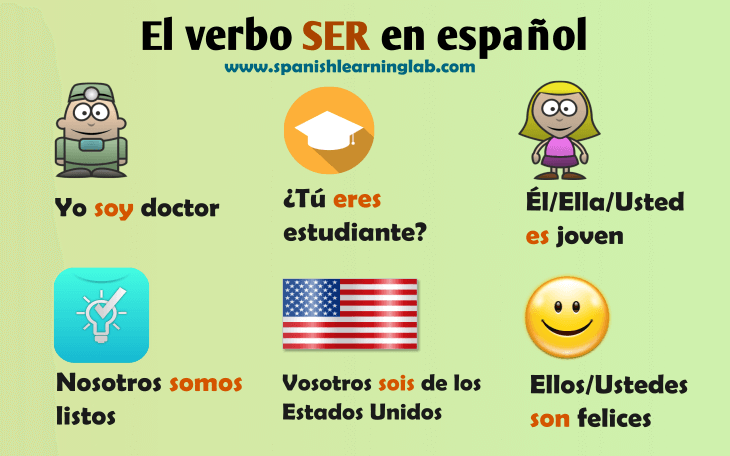 El verbo SER en español
www.spanishlearninglab.com
Yo soy doctor
¿Tú eres
estudiante?
Él/Ella/Usted
es joven
Nosotros somos
listos
Vosotros sois de los
Estados Unidos
Ellos/Ustedes
son felices